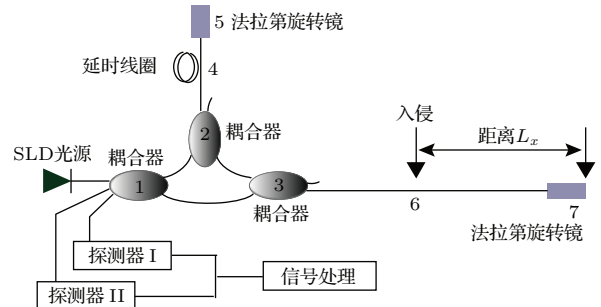 5 法拉第旋转镜
延时线圈
4
入侵
2
耦合器
距离Lx
SLD光源
耦合器
1
3
6
7
耦合器
法拉第旋转镜
探测器 I
信号处理
探测器 II